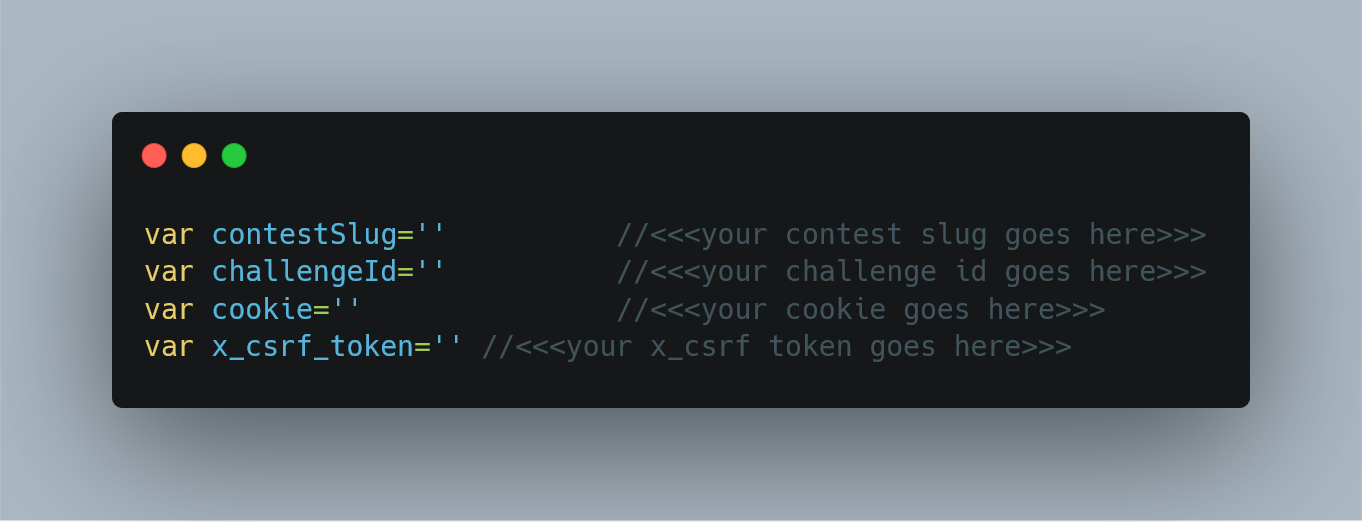 var contestSlug=''          //<<<your contest slug goes here>>>
var challengeId=''          //<<<your challenge id goes here>>>
var cookie=''               //<<<your cookie goes here>>>
var x_csrf_token='' //<<<your x_csrf token goes here>>>